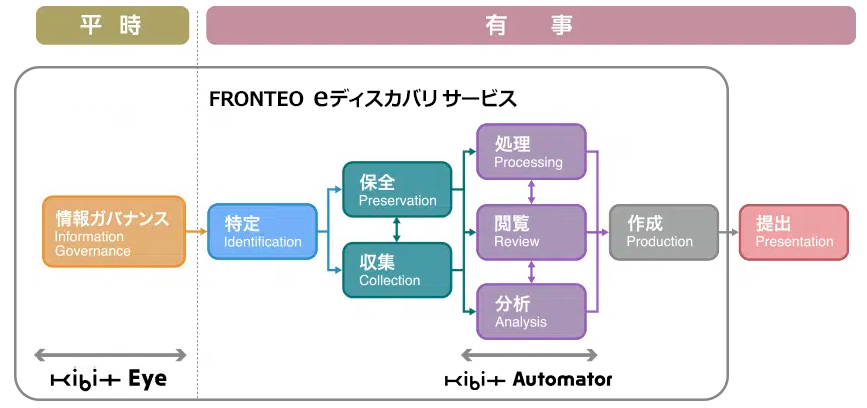 平時
有事
FRONTEO eディスカバリ サービス
情報ガバナンス
Information
Governance
特定
Identification
保全
Preservation
収集
Collection
処理
Processing
閲覧
Review
分析
Analysis
作成
Production
提出
Presentation
KIBIT Eye
KIBIT Automator